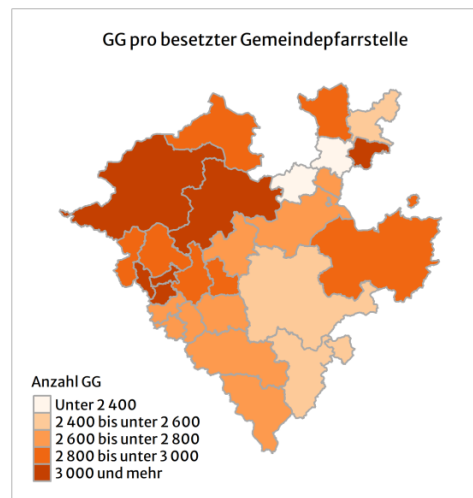 GG pro besetzter Gemeindepfarrstelle
Anzahl GG
Unter 2 400
2 400 bis unter 2 600
2 600 bis unter 2 800
2 800 bis unter 3 000
3 000 und mehr